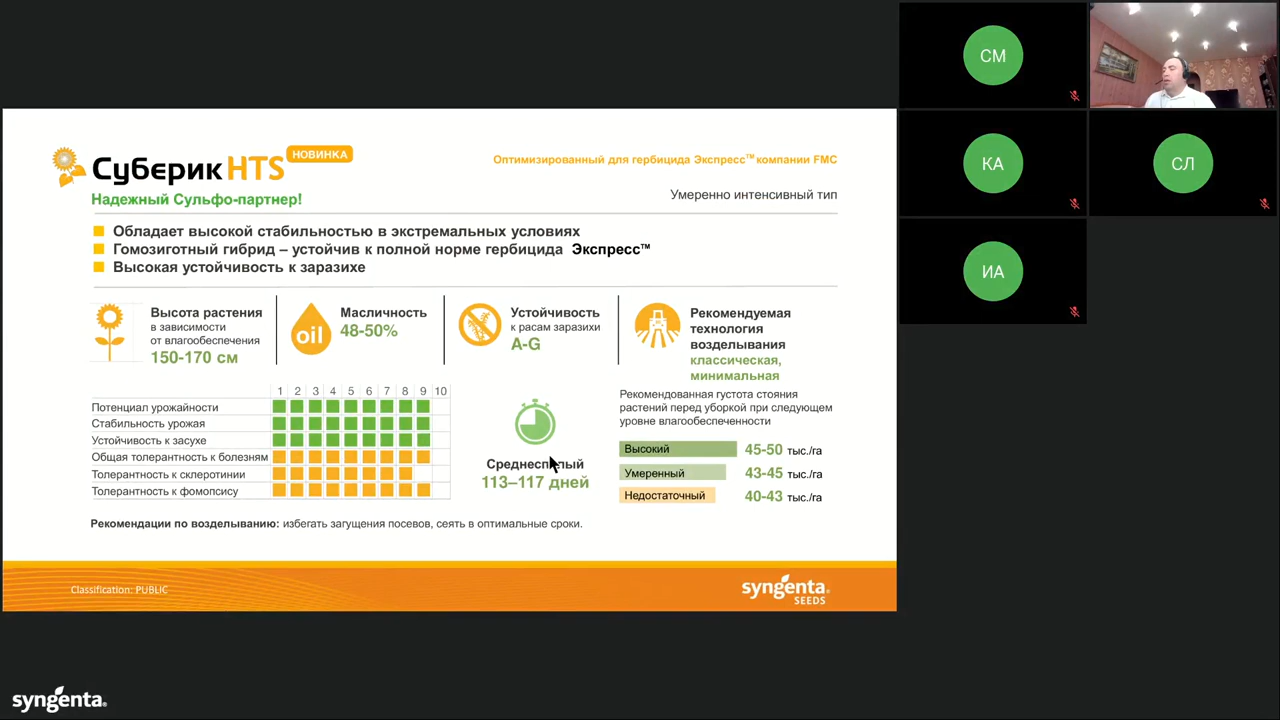 Суберик HTS НОВИНКА
Оптимизированный для гербицида Экспресс™ компании FMC
Надежный Сульфо-партнер!
Умеренно интенсивный тип
Обладает высокой стабильностью в экстремальных условиях
Гомозиготный гибрид – устойчив к полной норме гербицида Экспресс™
Высокая устойчивость к заразихе
Высота растения
в зависимости
от влагообеспечения
150-170 см
oil
Масличность
48-50%
Устойчивость
к расам заразихи
A-G
Рекомендуемая
технология
возделывания
классическая,
минимальная
1 2 3 4 5 6 7 8 9 10
Потенциал урожайности
Стабильность урожая
Устойчивость к засухе
Общая толерантность к болезням
Толерантность к склеротинии
Толерантность к фомопсису
Среднеспелый
113–117 дней
Рекомендованная густота стояния
растений перед уборкой при следующем
уровне влагообеспеченности
Высокий 45-50 тыс./га
Умеренный 43-45 тыс./га
Недостаточный 40-43 тыс./га
Рекомендации по возделыванию: избегать загущения посевов, сеять в оптимальные сроки.
Classification: PUBLIC
syngenta
SEEDS
syngenta
СМ
КА
СЛ
ИА